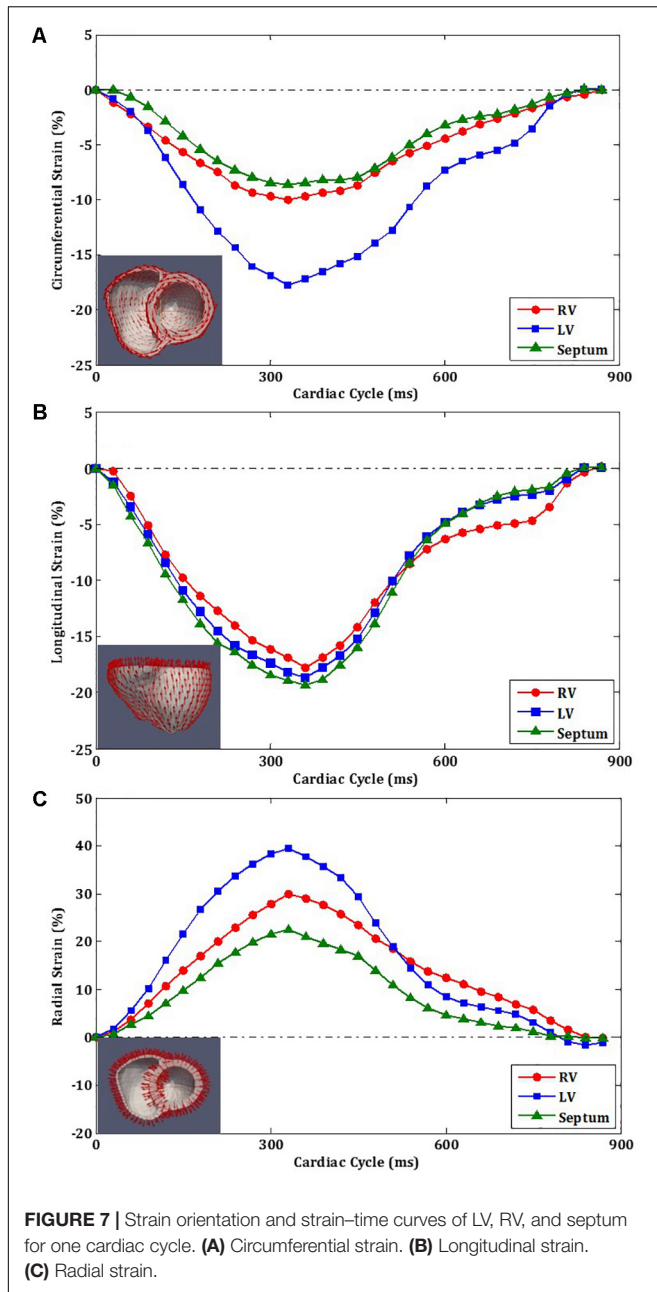 A
5
0
-5
-10
-15
-20
-25
Circumferential Strain (%)
RV
LV
Septum
0
300
600
900
Cardiac Cycle (ms)
B
5
0
-5
-10
-15
-20
-25
Longitudinal Strain (%)
RV
LV
Septum
0
300
600
900
Cardiac Cycle (ms)
C
50
40
30
20
10
0
-10
-20
Radial Strain (%)
RV
LV
Septum
0
300
600
900
Cardiac Cycle (ms)
FIGURE 7 | Strain orientation and strain–time curves of LV, RV, and septum
for one cardiac cycle. (A) Circumferential strain. (B) Longitudinal strain.
(C) Radial strain.